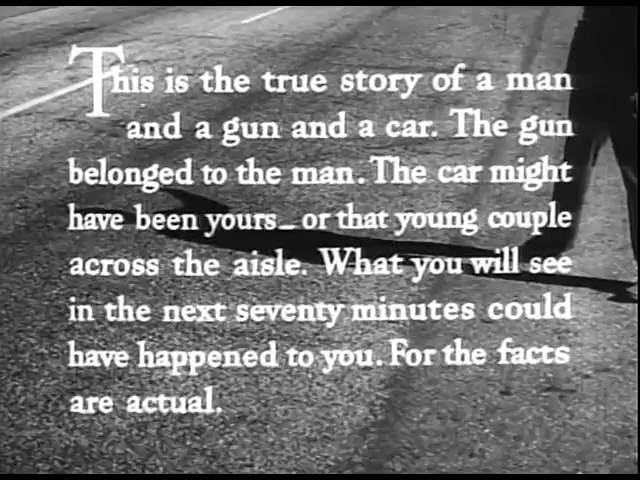 This is the true story of a man
and a gun and a car. The gun
belonged to the man. The car might
have been yours— or that young couple
across the aisle. What you will see
in the next seventy minutes could
have happened to you. For the facts
are actual.